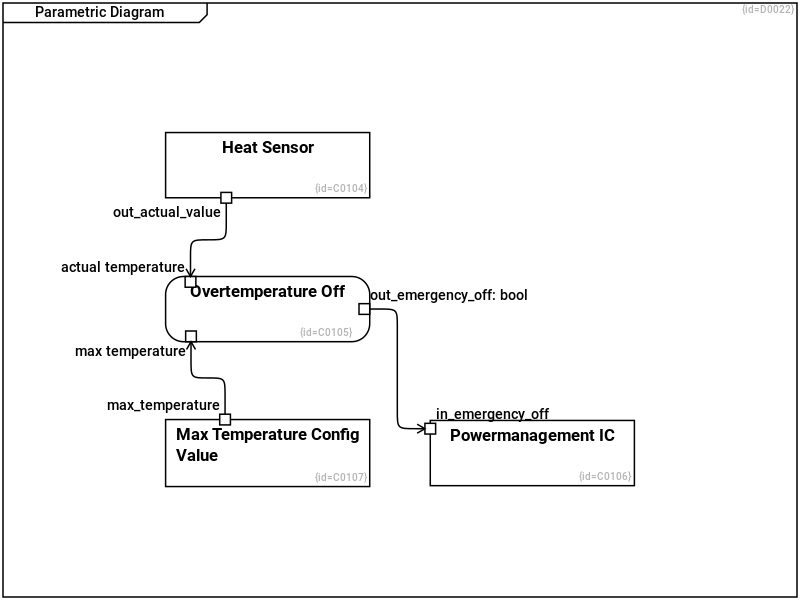 Parametric Diagram
{id=D0022}
Heat Sensor
{id=C0104}
out_actual_value
actual temperature
Overtemperature Off
out_emergency_off: bool
{id=C0105}
max temperature
max_temperature
in_emergency_off
Max Temperature Config
Value
{id=C0107}
Powermanagement IC
{id=C0106}